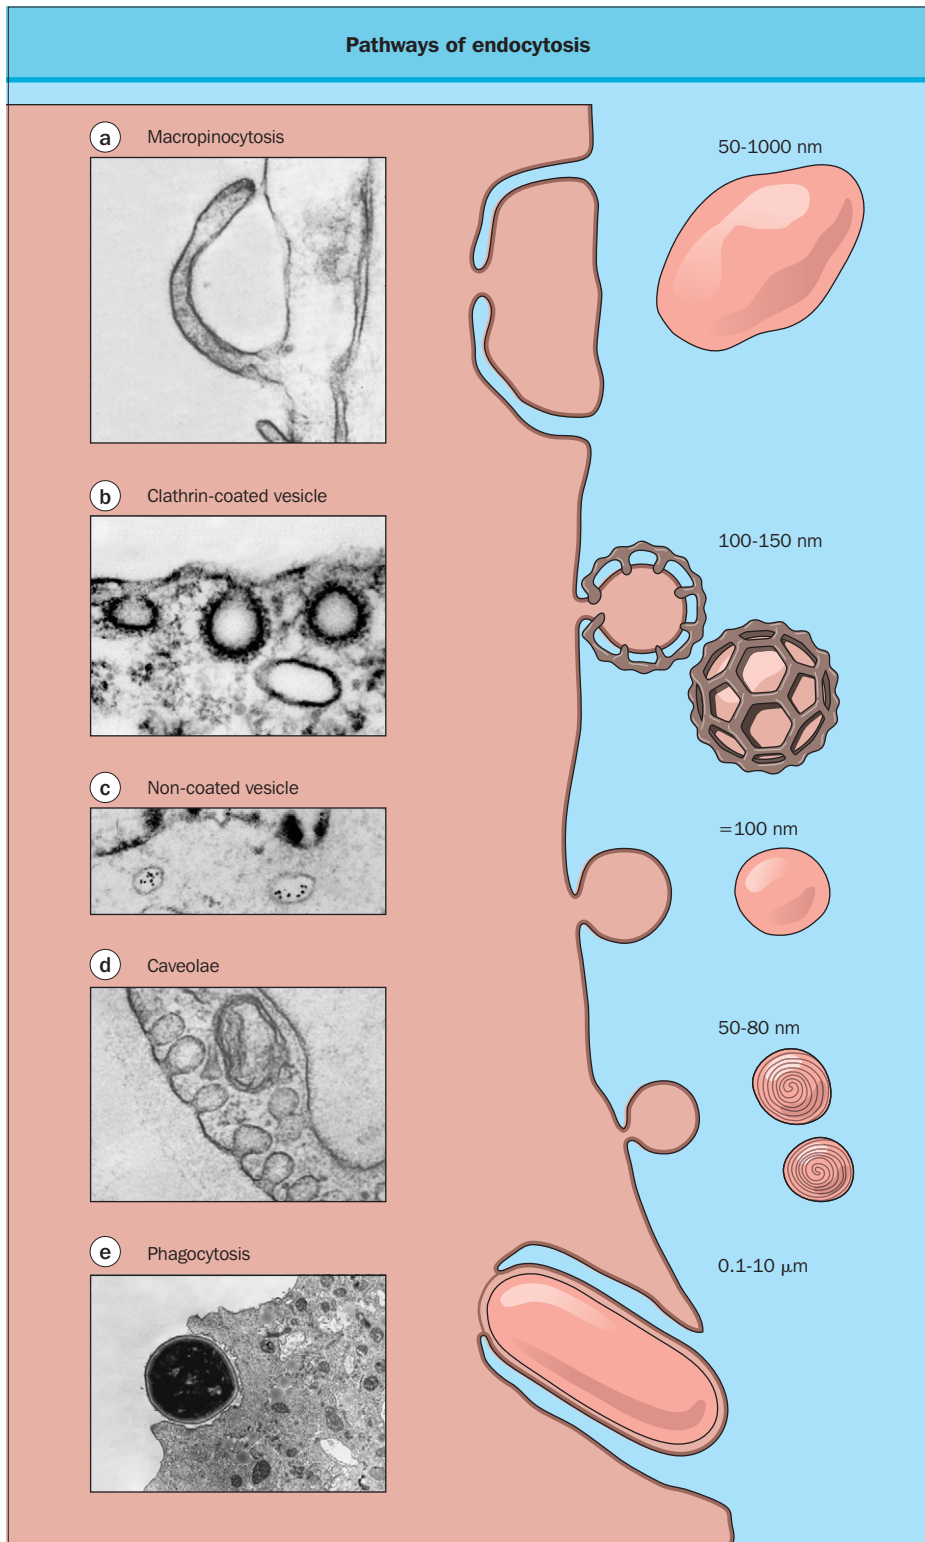 Pathways of endocytosis
a Macropinocytosis
50-1000 nm
b Clathrin-coated vesicle
100-150 nm
c Non-coated vesicle
=100 nm
d Caveolae
50-80 nm
e Phagocytosis
0.1-10 μm